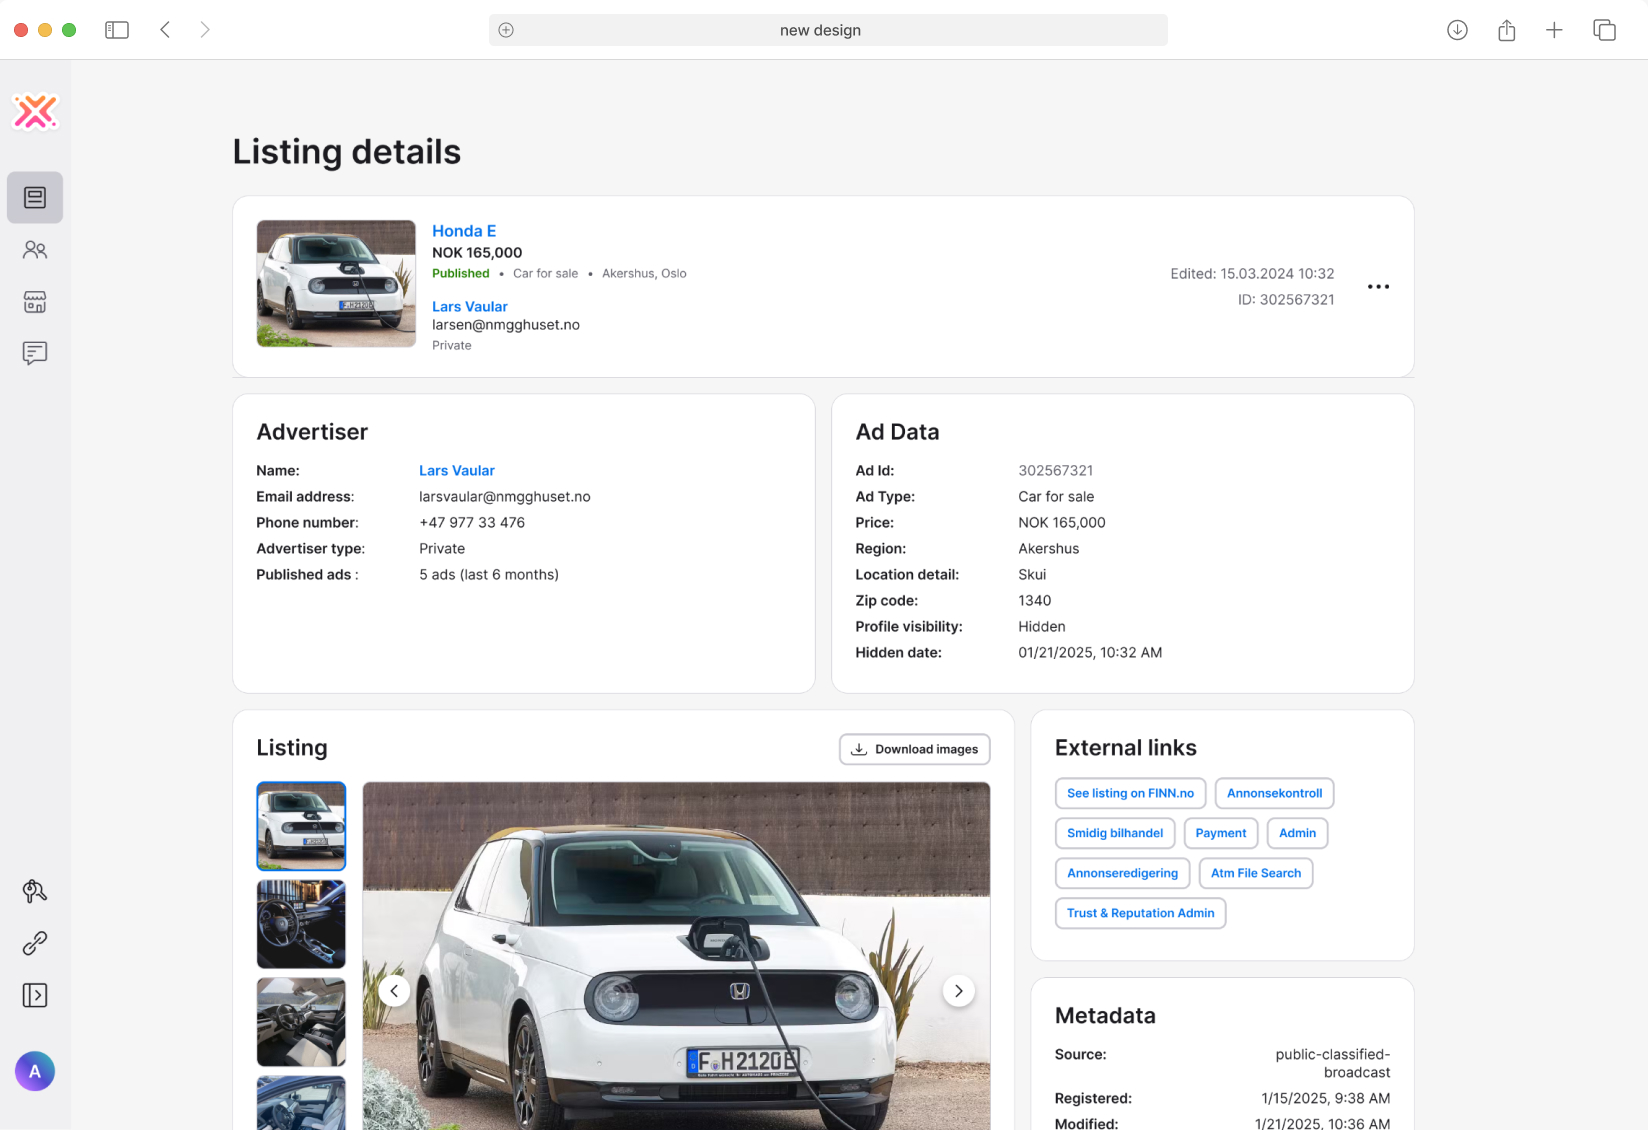 new design
Listing details
Honda E
NOK 165,000
Published • Car for sale • Akershus, Oslo
Lars Vaular
larsen@nmgghuset.no
Private
Edited: 15.03.2024 10:32
ID: 302567321
Advertiser
Name: Lars Vaular
Email address: larsvaular@nmgghuset.no
Phone number: +47 977 33 476
Advertiser type: Private
Published ads : 5 ads (last 6 months)
Ad Data
Ad Id: 302567321
Ad Type: Car for sale
Price: NOK 165,000
Region: Akershus
Location detail: Skui
Zip code: 1340
Profile visibility: Hidden
Hidden date: 01/21/2025, 10:32 AM
Listing
Download images
F H2120E
External links
See listing on FINN.no Annonsekontroll
Smidig bilhandel Payment Admin
Annonseredigering Atm File Search
Trust & Reputation Admin
Metadata
Source: public-classified-
broadcast
Registered: 1/15/2025, 9:38 AM
Modified: 1/21/2025, 10:36 AM
A